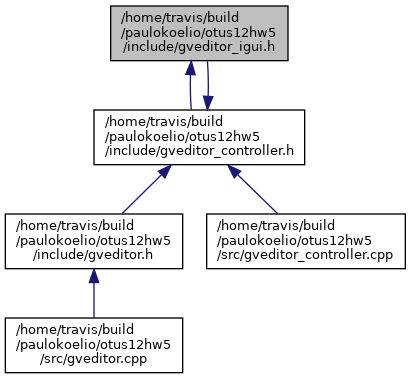 /home/travis/build
/paulokoelio/otus12hw5
/include/gveditor_igui.h
/home/travis/build
/paulokoelio/otus12hw5
/include/gveditor_controller.h
/home/travis/build
/paulokoelio/otus12hw5
/include/gveditor.h
/home/travis/build
/paulokoelio/otus12hw5
/src/gveditor_controller.cpp
/home/travis/build
/paulokoelio/otus12hw5
/src/gveditor.cpp